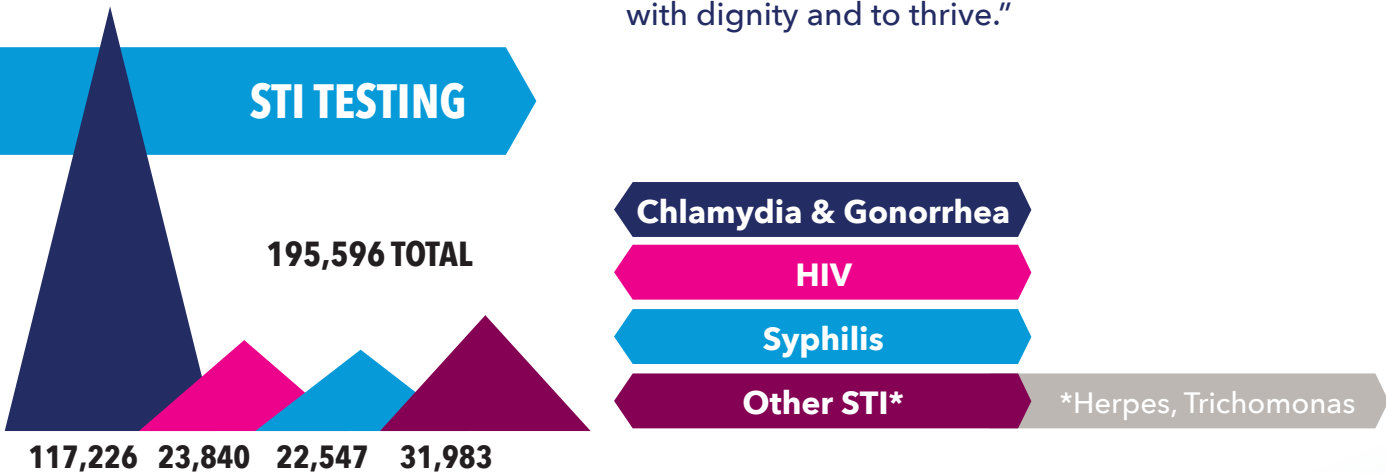 with dignity and to thrive.”
STI TESTING
195,596 TOTAL
Chlamydia & Gonorrhea
HIV
Syphilis
Other STI*
*Herpes, Trichomonas
117,226 23,840 22,547 31,983